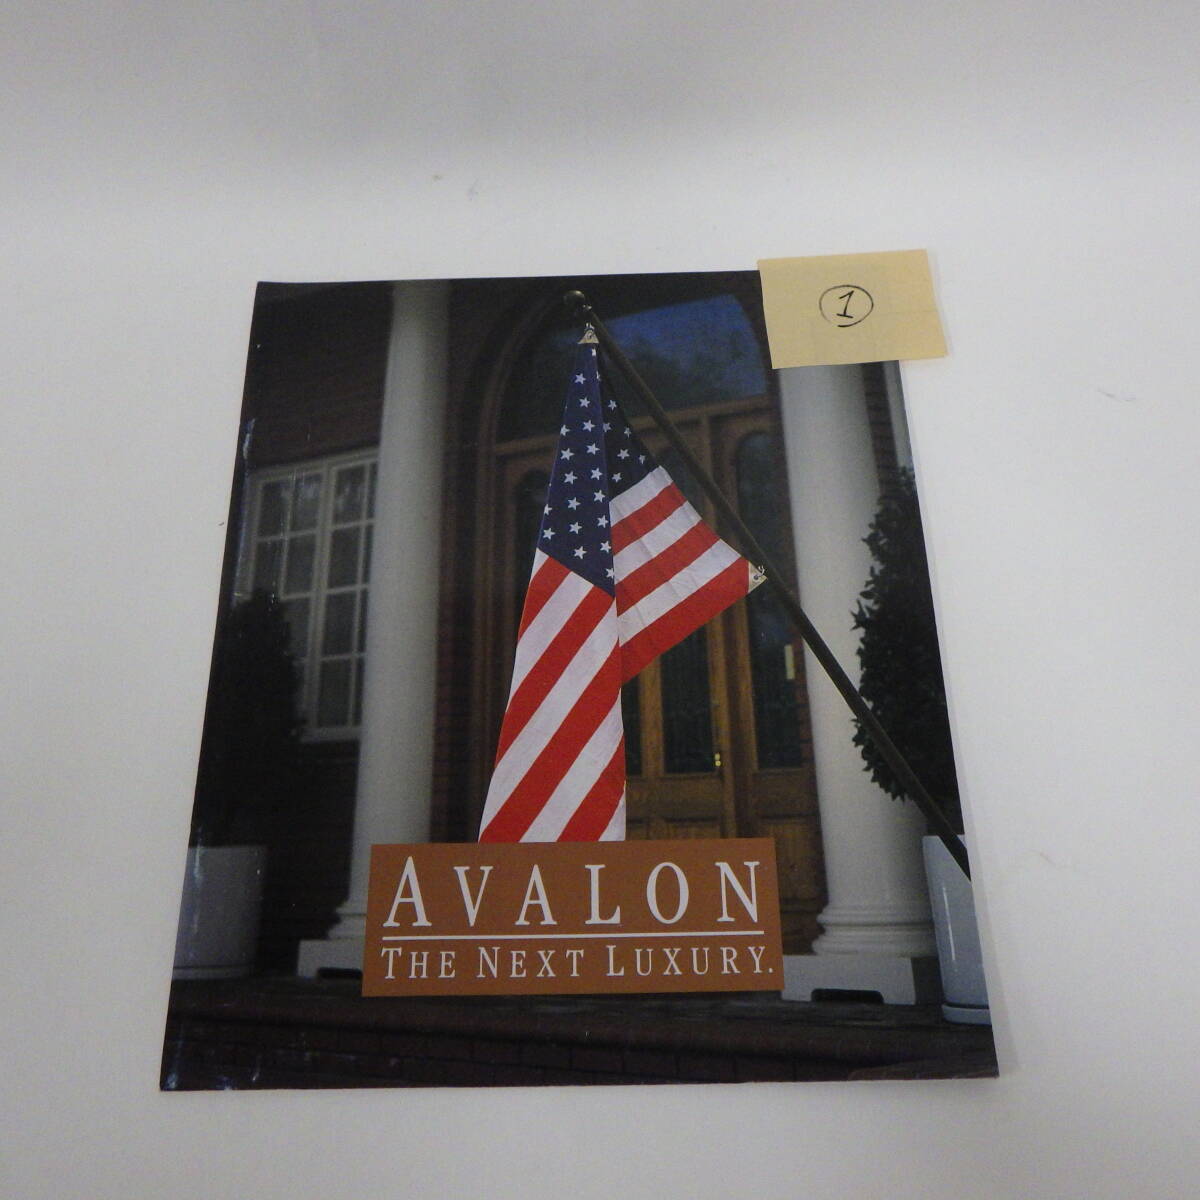 ①
AVALON
THE NEXT LUXURY.